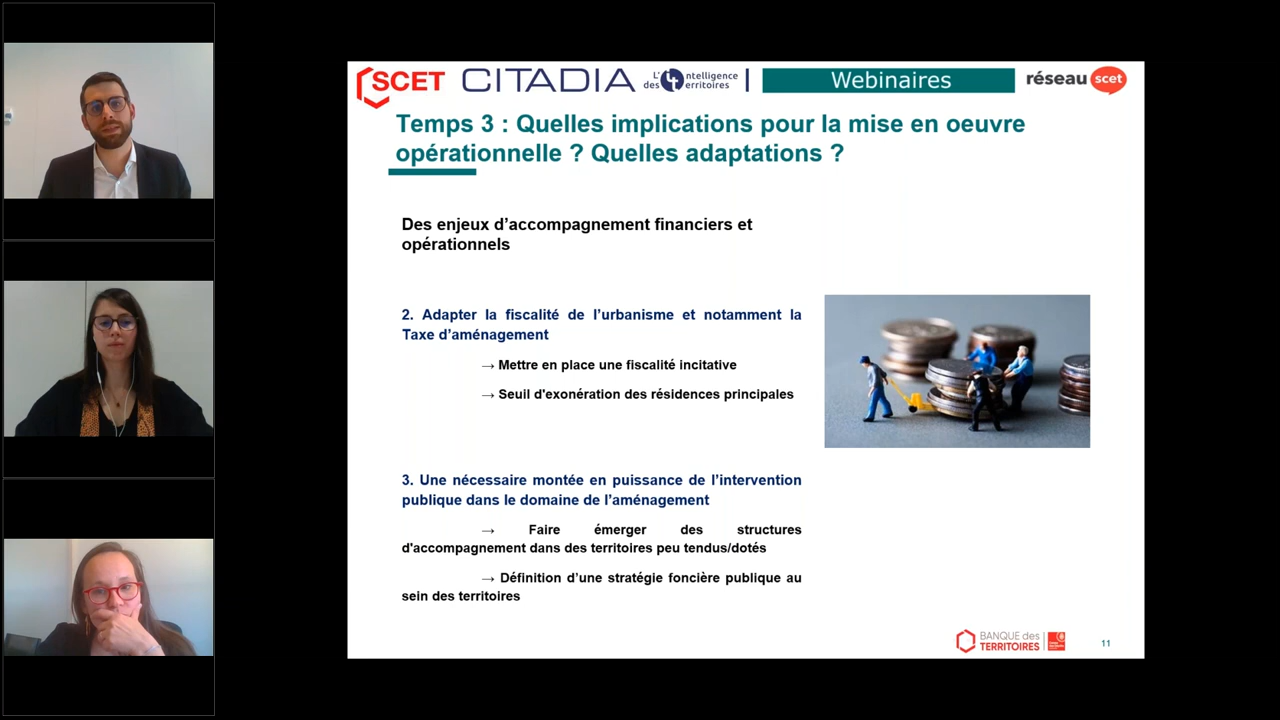 SCET CITADIA L'intelligence des Territoires Webinaires réseau scet
Temps 3 : Quelles implications pour la mise en oeuvre
opérationnelle ? Quelles adaptations ?
Des enjeux d’accompagnement financiers et
opérationnels
2. Adapter la fiscalité de l’urbanisme et notamment la
Taxe d’aménagement
→ Mettre en place une fiscalité incitative
→ Seuil d'exonération des résidences principales
3. Une nécessaire montée en puissance de l’intervention
publique dans le domaine de l’aménagement
→ Faire émerger des structures
d'accompagnement dans des territoires peu tendus/dotés
→ Définition d’une stratégie foncière publique au
sein des territoires
BANQUE des
TERRITOIRES
11